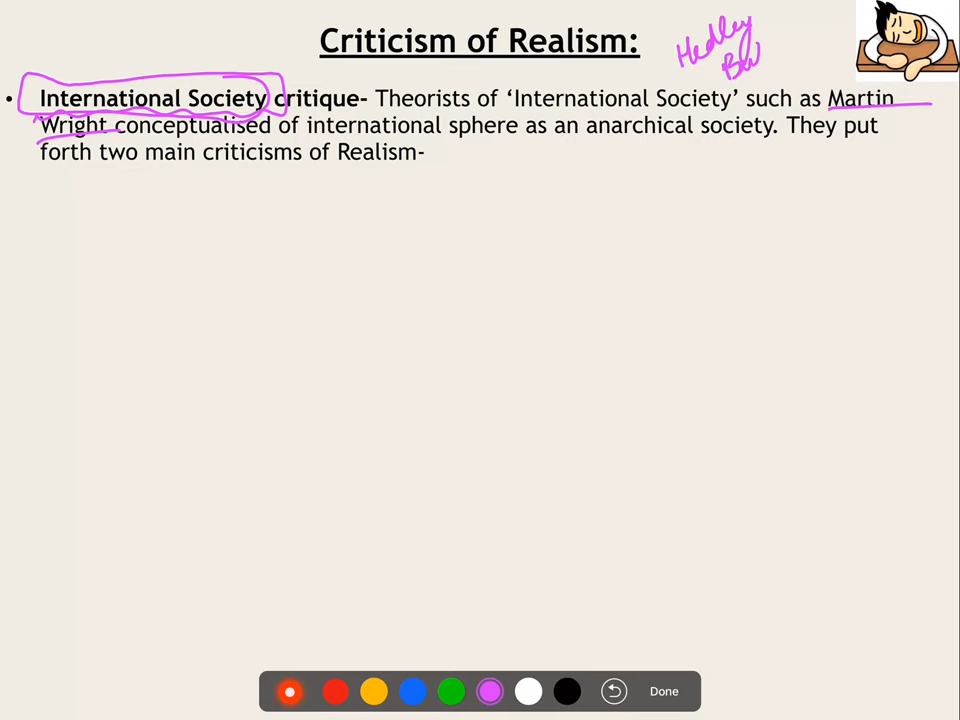 Criticism of Realism:
Hedley
• International Society critique- Theorists of ‘International Society’ such as Martin
Wright conceptualised of international sphere as an anarchical society. They put
forth two main criticisms of Realism-
Done